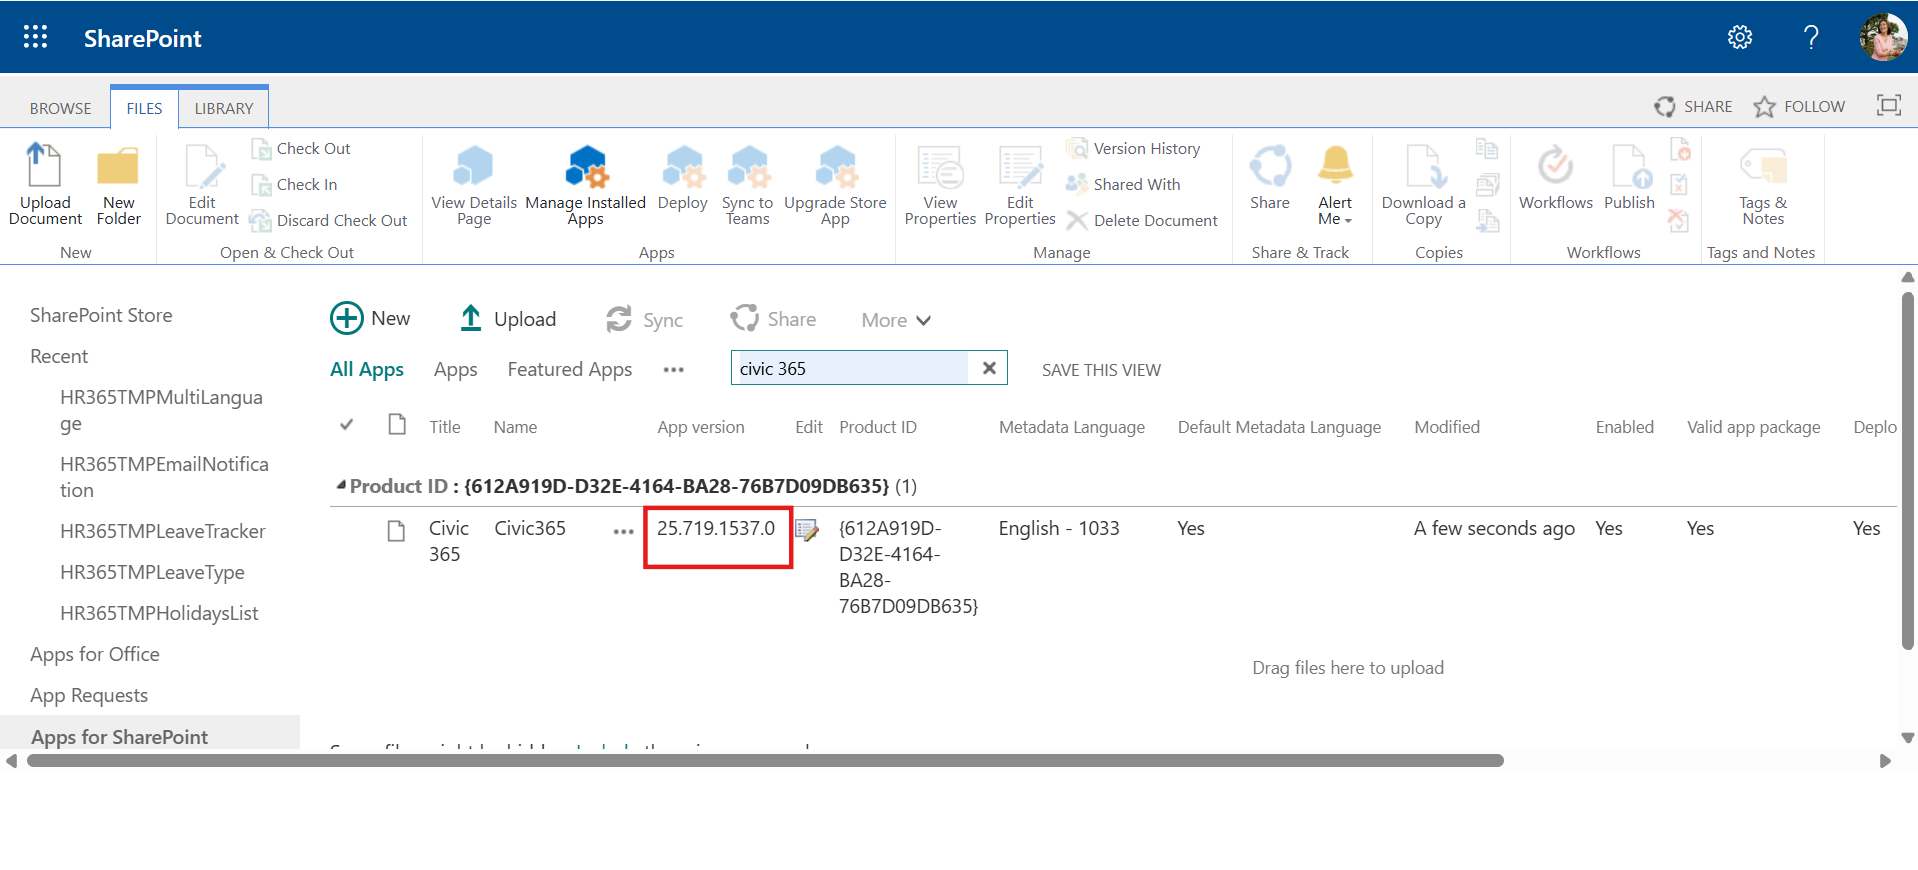 SharePoint
BROWSE FILES LIBRARY SHARE FOLLOW
Upload Document
New Folder
New
Edit Document
Check Out
Check In
Discard Check Out
Open & Check Out
View Details Page
Manage Installed Apps
Deploy
Sync to Teams
Upgrade Store App
Apps
View Properties
Edit Properties
Version History
Shared With
Delete Document
Manage
Share
Alert Me
Share & Track
Download a Copy
Copies
Workflows
Publish
Workflows
Tags & Notes
Tags and Notes
SharePoint Store
Recent
HR365TMPMultiLangua
ge
HR365TMPEmailNotifica
tion
HR365TMPLeaveTracker
HR365TMPLeaveType
HR365TMPHolidaysList
Apps for Office
App Requests
Apps for SharePoint
New Upload Sync Share More
All Apps Apps Featured Apps ••• civic 365 SAVE THIS VIEW
Title Name App version Edit Product ID Metadata Language Default Metadata Language Modified Enabled Valid app package Deplo
Product ID : {612A919D-D32E-4164-BA28-76B7D09DB635} (1)
Civic 365 Civic365 ••• 25.719.1537.0 {612A919D-D32E-4164-BA28-76B7D09DB635} English - 1033 Yes A few seconds ago Yes Yes Yes
Drag files here to upload